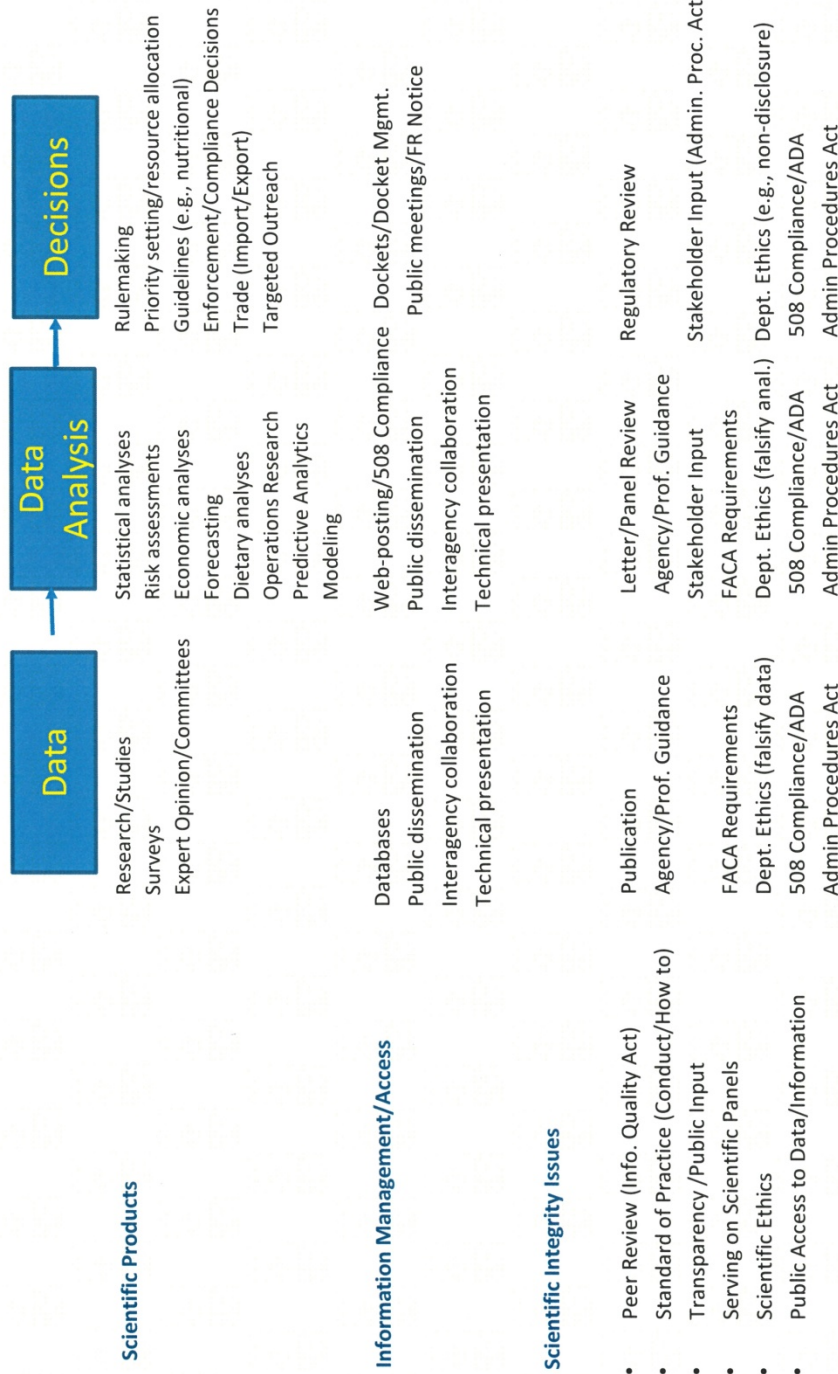 Data
Data
Analysis
Decisions
Scientific Products
Research/Studies
Surveys
Expert Opinion/Committees
Statistical analyses
Risk assessments
Economic analyses
Forecasting
Dietary analyses
Operations Research
Predictive Analytics
Modeling
Rulemaking
Priority setting/resource allocation
Guidelines (e.g., nutritional)
Enforcement/Compliance Decisions
Trade (Import/Export)
Targeted Outreach
Information Management/Access
Databases
Public dissemination
Interagency collaboration
Technical presentation
Web-posting/508 Compliance
Public dissemination
Interagency collaboration
Technical presentation
Dockets/Docket Mgmt.
Public meetings/FR Notice
Scientific Integrity Issues
• Peer Review (Info. Quality Act)
• Standard of Practice (Conduct/How to)
• Transparency /Public Input
• Serving on Scientific Panels
• Scientific Ethics
• Public Access to Data/Information
Publication
Agency/Prof. Guidance
FACA Requirements
Dept. Ethics (falsify data)
508 Compliance/ADA
Admin Procedures Act
Letter/Panel Review
Agency/Prof. Guidance
Stakeholder Input
FACA Requirements
Dept. Ethics (falsify anal.)
508 Compliance/ADA
Admin Procedures Act
Regulatory Review
Stakeholder Input (Admin. Proc. Act
Dept. Ethics (e.g., non-disclosure)
508 Compliance/ADA
Admin Procedures Act